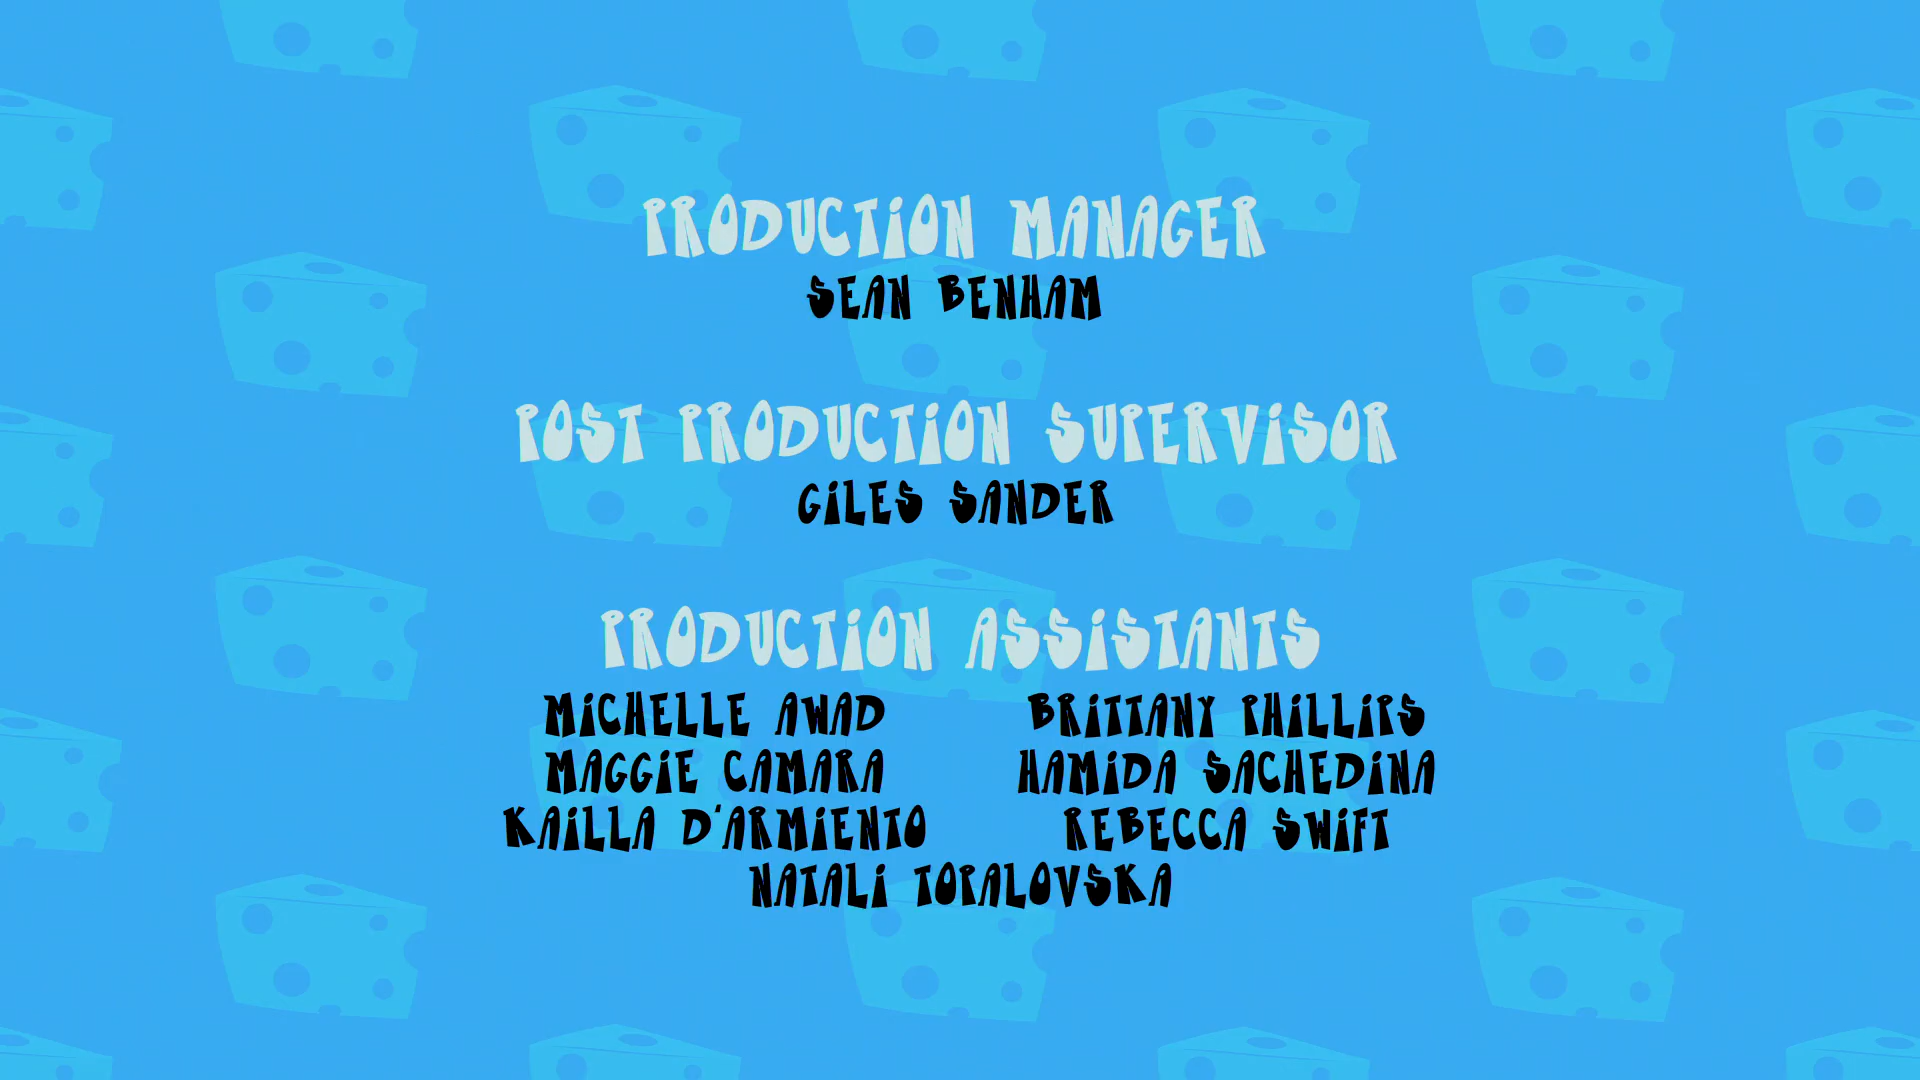 PRODUCTION MANAGER
SEAN BENHAM
POST PRODUCTION SUPERVISOR
GILES SANDER
PRODUCTION ASSISTANTS
MICHELLE AWAD
BRITTANY PHILLIPS
MAGGIE CAMARA
HAMIDA SACHEDINA
KAILLA D'ARMIENTO
REBECCA SWIFT
NATALI TOPALOVSKA